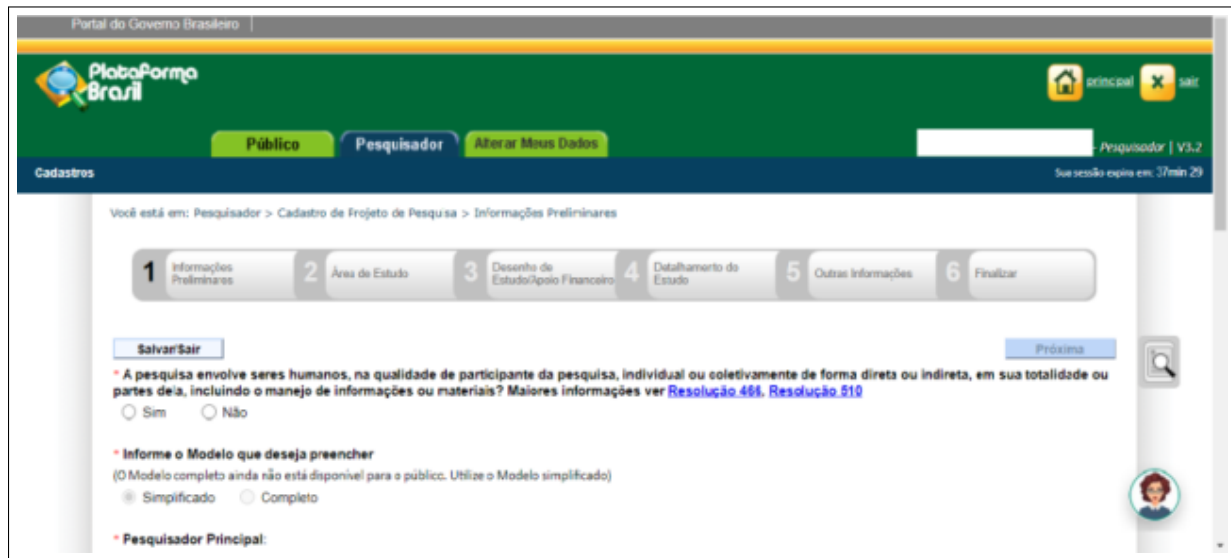 Portal do Governo Brasileiro
Plataforma
Brasil
principal
sair
Público
Pesquisador
Alterar Meus Dados
- Pesquisador | V3.2
Cadastros
Sua sessão expira em: 37min 29
Você está em: Pesquisador > Cadastro de Projeto de Pesquisa > Informações Preliminares
1 Informações
Preliminares
2 Área de Estudo
3 Desenho de
Estudo/Apoio Financeiro
4 Detalhamento do
Estudo
5 Outras Informações
6 Finalizar
Salvar/Sair
Próxima
* A pesquisa envolve seres humanos, na qualidade de participante da pesquisa, individual ou coletivamente de forma direta ou indireta, em sua totalidade ou
partes dela, incluindo o manejo de informações ou materiais? Maiores informações ver Resolução 466, Resolução 510
Sim
Não
* Informe o Modelo que deseja preencher
(O Modelo completo ainda não está disponível para o público. Utilize o Modelo simplificado)
Simplificado
Completo
* Pesquisador Principal: